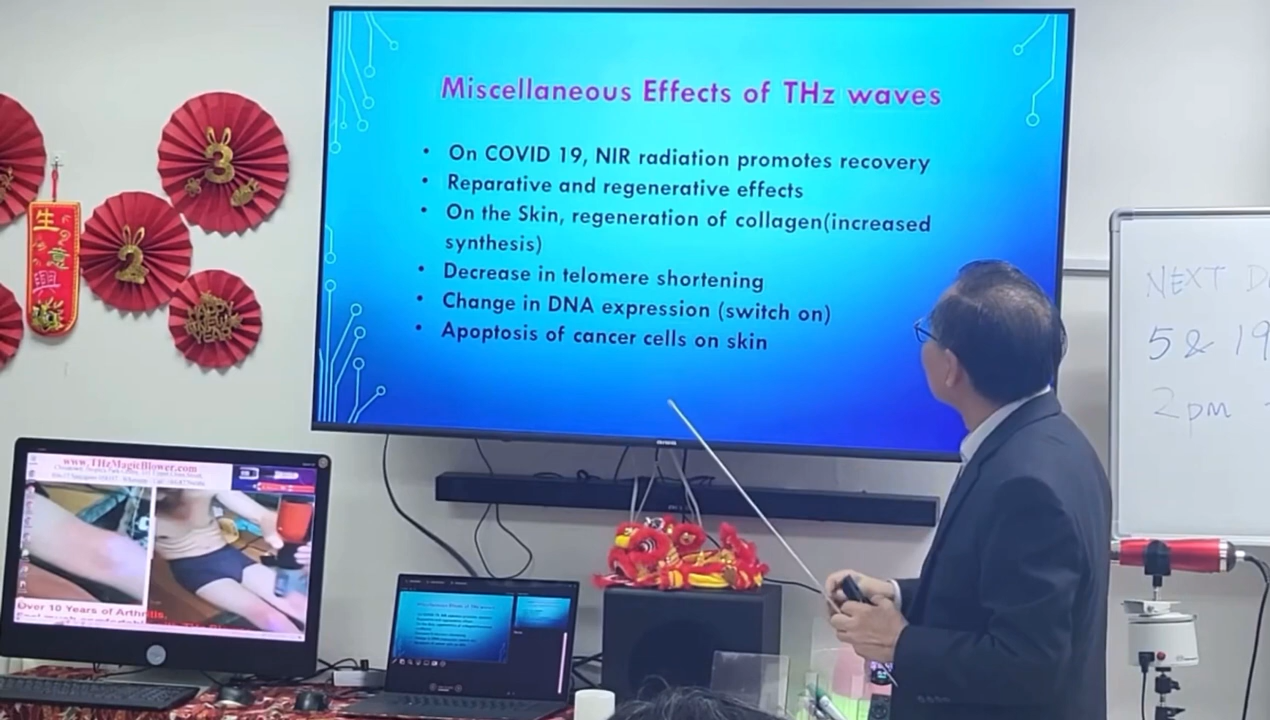 Miscellaneous Effects of THz waves
• On COVID 19, NIR radiation promotes recovery
• Reparative and regenerative effects
• On the Skin, regeneration of collagen(increased
synthesis)
• Decrease in telomere shortening
• Change in DNA expression (switch on)
• Apoptosis of cancer cells on skin
3
2
生
意
興
NEXT
5 & 19
2pm
www.THzMagicBlower.com
Over 10 Years of Arthritis,